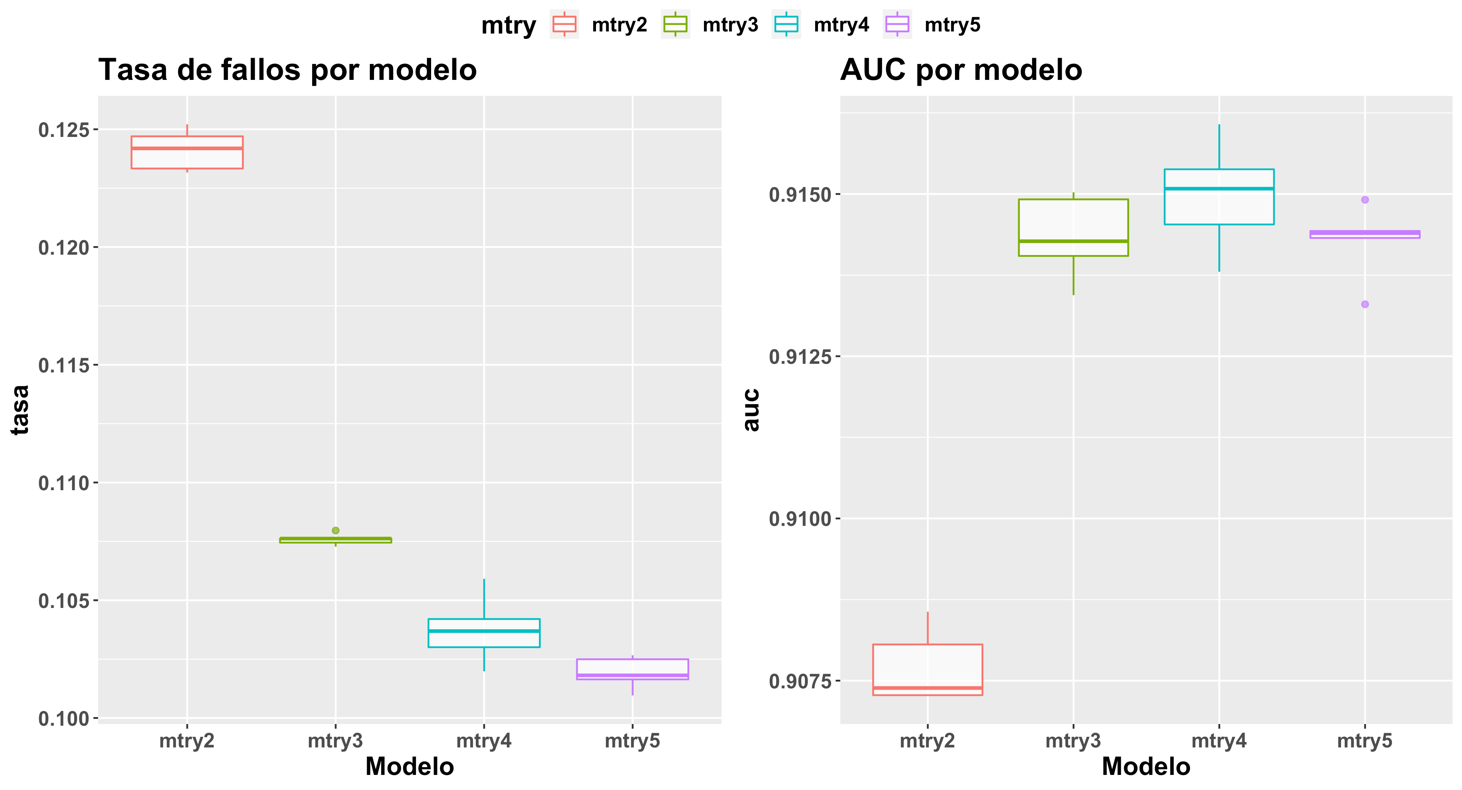 mtry mtry2 mtry3 mtry4 mtry5
Tasa de fallos por modelo
0.125
0.120
0.115
0.110
0.105
0.100
tasa
mtry2 mtry3 mtry4 mtry5
Modelo
AUC por modelo
0.9150
0.9125
0.9100
0.9075
auc
mtry2 mtry3 mtry4 mtry5
Modelo